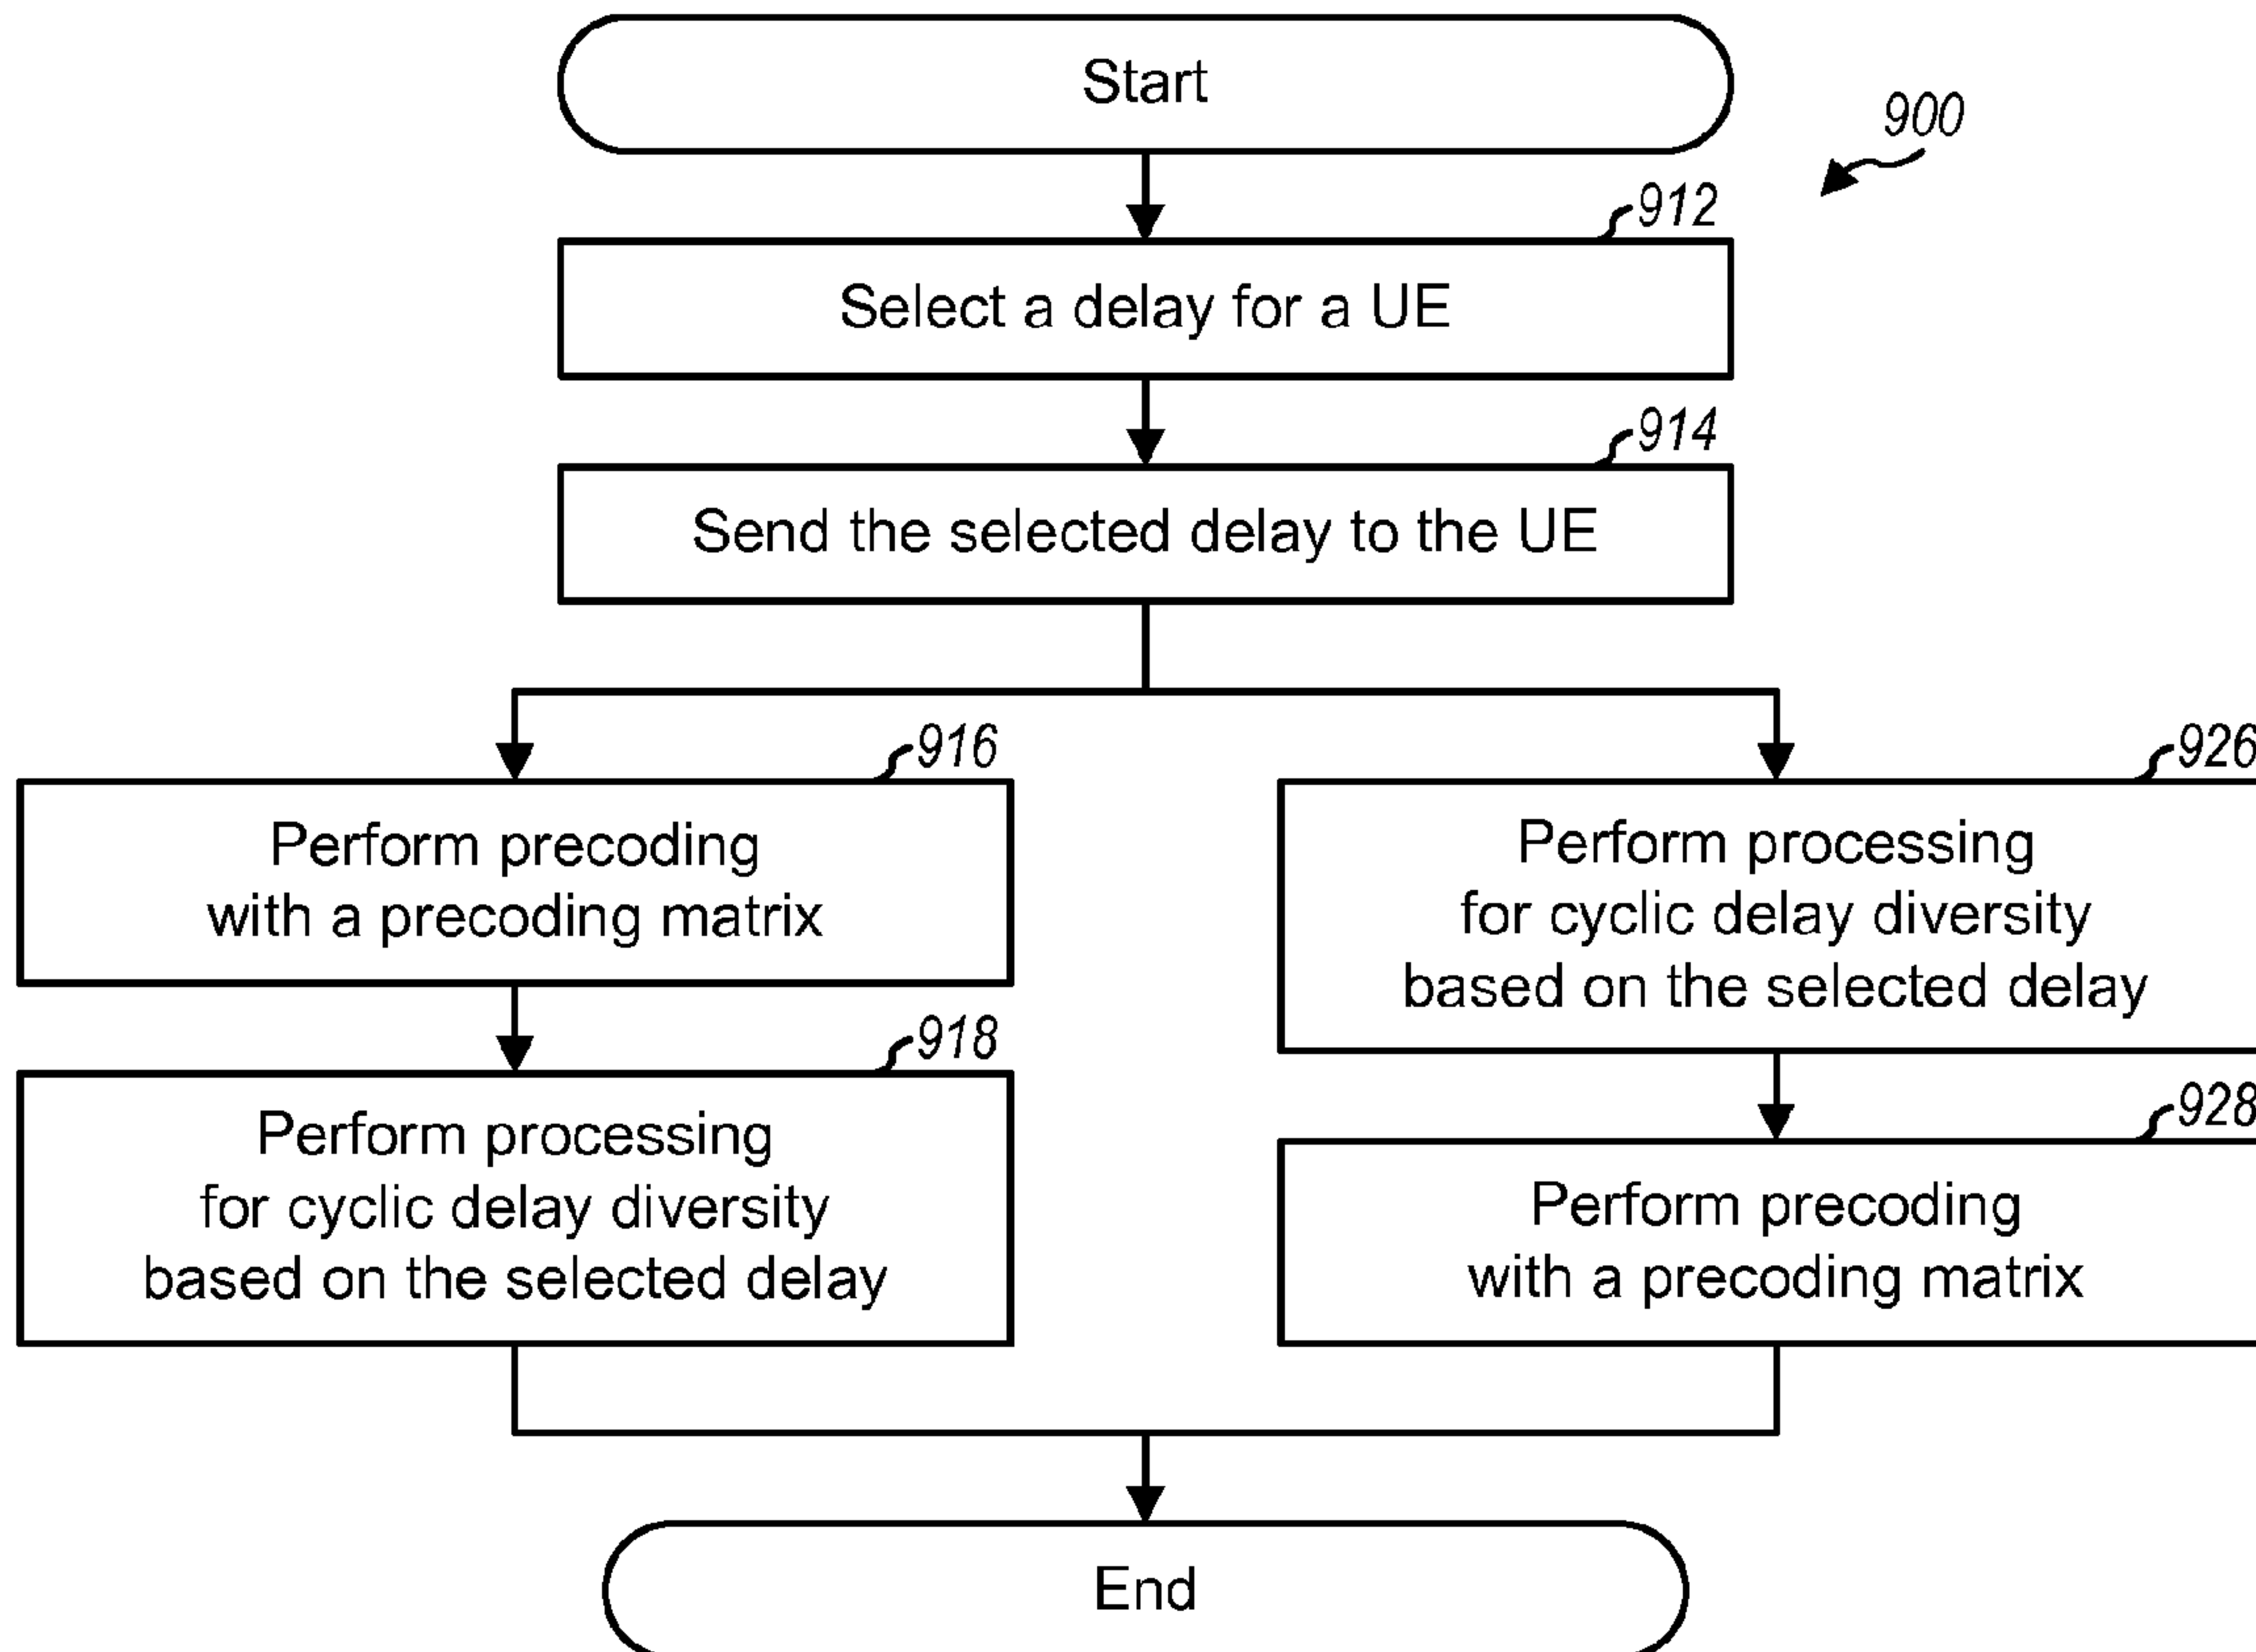 Start
900
912
Select a delay for a UE
914
Send the selected delay to the UE
916
Perform precoding
with a precoding matrix
918
Perform processing
for cyclic delay diversity
based on the selected delay
926
Perform processing
for cyclic delay diversity
based on the selected delay
928
Perform precoding
with a precoding matrix
End